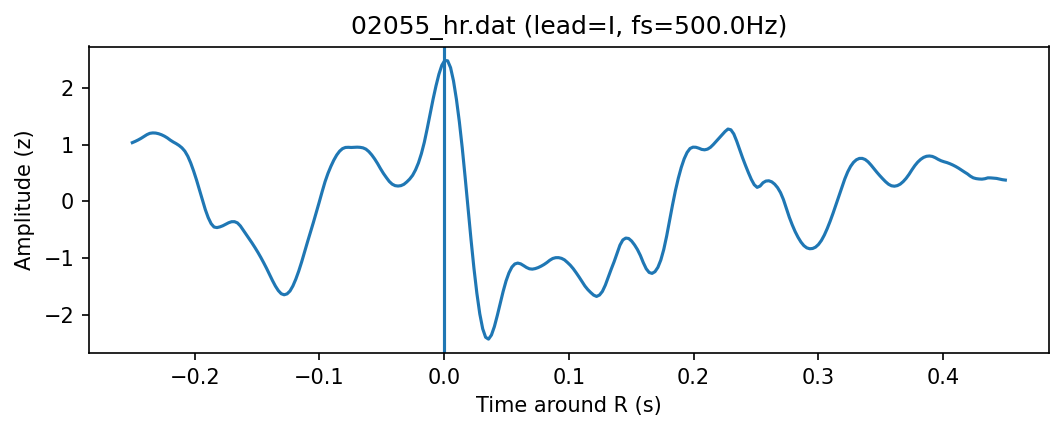 02055_hr.dat (lead=I, fs=500.0Hz)
Amplitude (z)
2
1
0
−1
−2
−0.2 −0.1 0.0 0.1 0.2 0.3 0.4
Time around R (s)